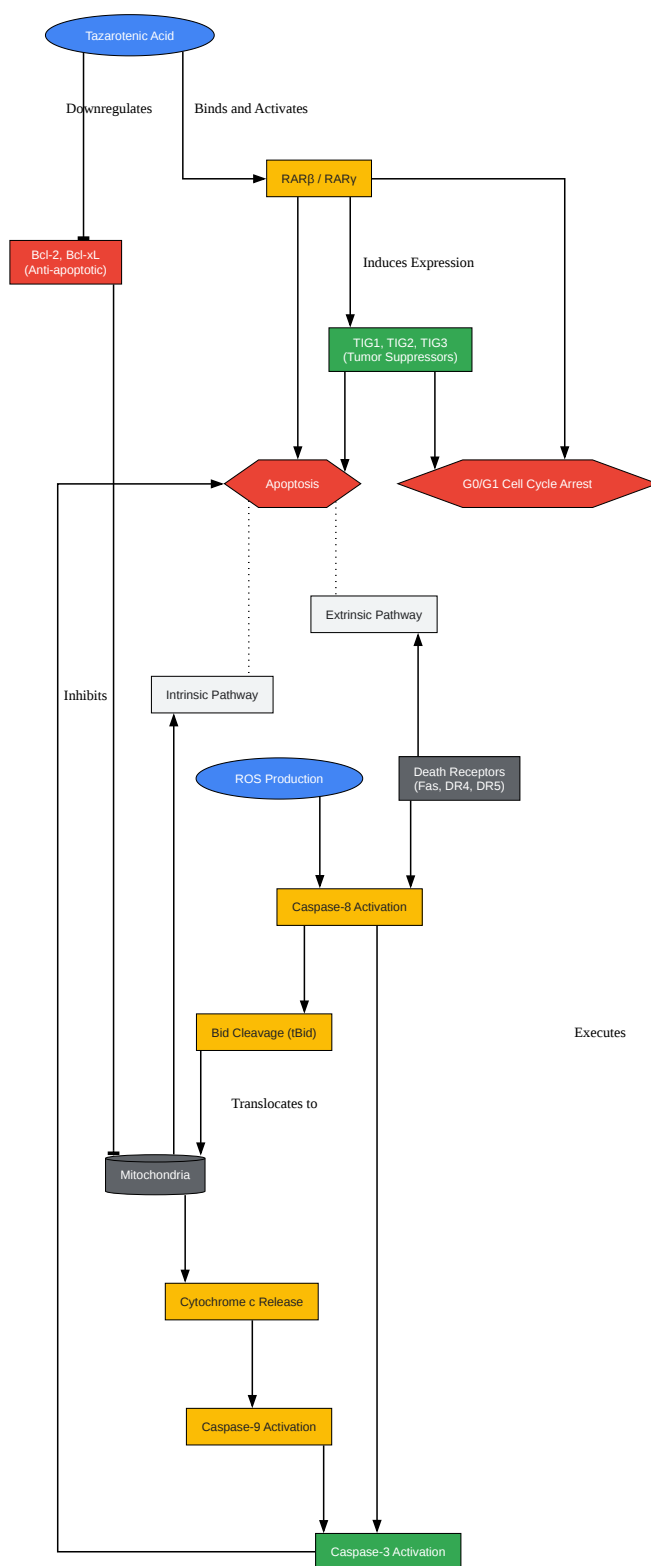 Tazarotenic Acid
Downregulates
Binds and Activates
RARβ / RARγ
Bcl-2, Bcl-xL
(Anti-apoptotic)
Induces Expression
TIG1, TIG2, TIG3
(Tumor Suppressors)
Apoptosis
G0/G1 Cell Cycle Arrest
Extrinsic Pathway
Inhibits
Intrinsic Pathway
ROS Production
Death Receptors
(Fas, DR4, DR5)
Caspase-8 Activation
Bid Cleavage (tBid)
Executes
Translocates to
Mitochondria
Cytochrome c Release
Caspase-9 Activation
Caspase-3 Activation